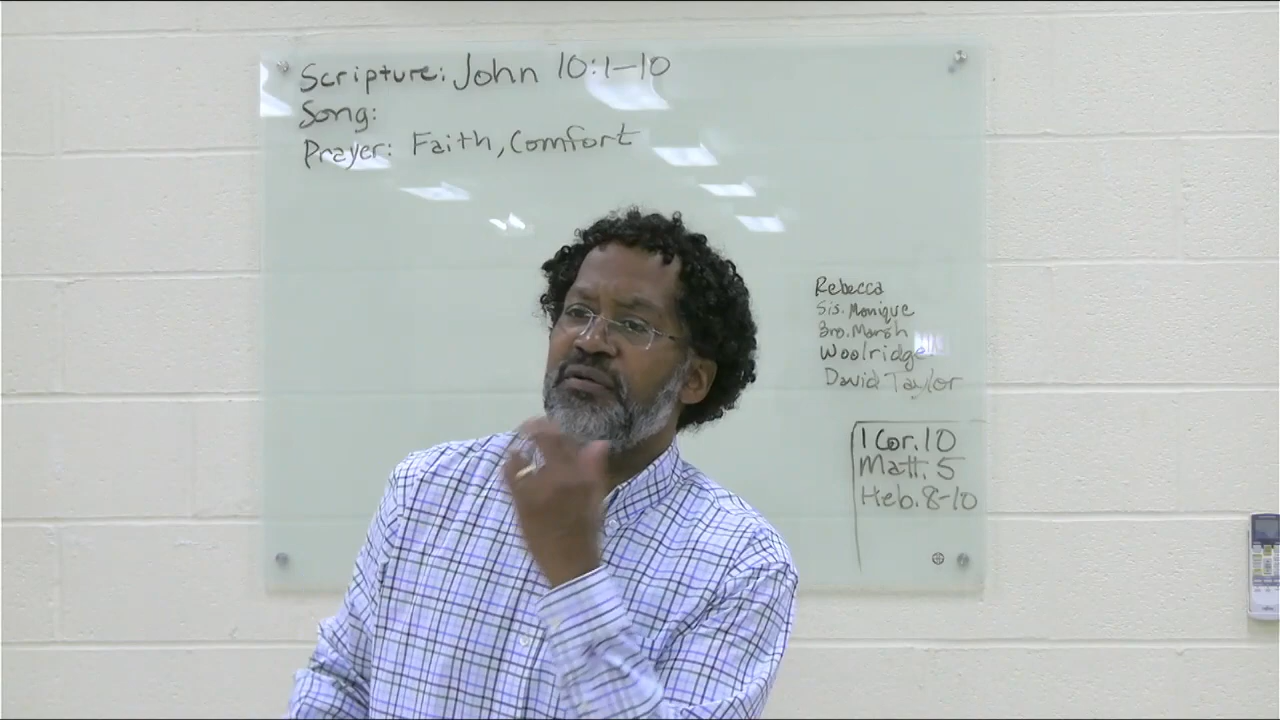 Scripture: John 10:1-10
Song:
Prayer: Faith, Comfort
Rebecca
Sis. Monique
Bro. Marsh
Woolridge
David Taylor
1 Cor. 10
Matt. 5
Heb. 8-10